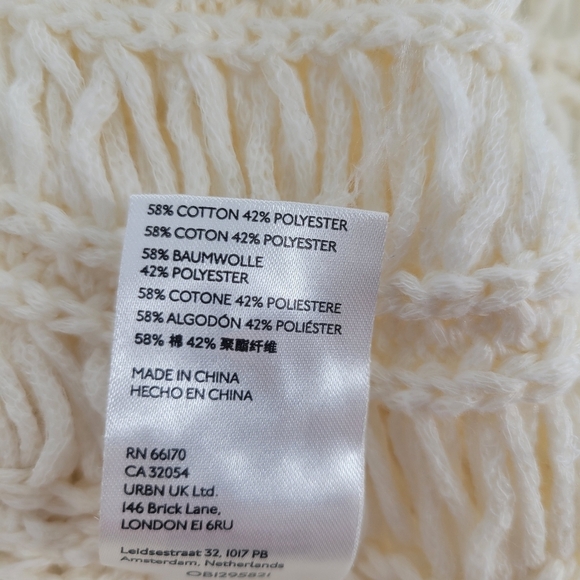 58% COTTON 42% POLYESTER
58% COTON 42% POLYESTER
58% BAUMWOLLE
42% POLYESTER
58% COTONE 42% POLIESTERE
58% ALGODÓN 42% POLIÉSTER
58% 棉 42% 聚酯纤维
MADE IN CHINA
HECHO EN CHINA
RN 66170
CA 32054
URBN UK Ltd.
146 Brick Lane,
LONDON E1 6RU
Leidsestraat 32, 1017 PB
Amsterdam, Netherlands